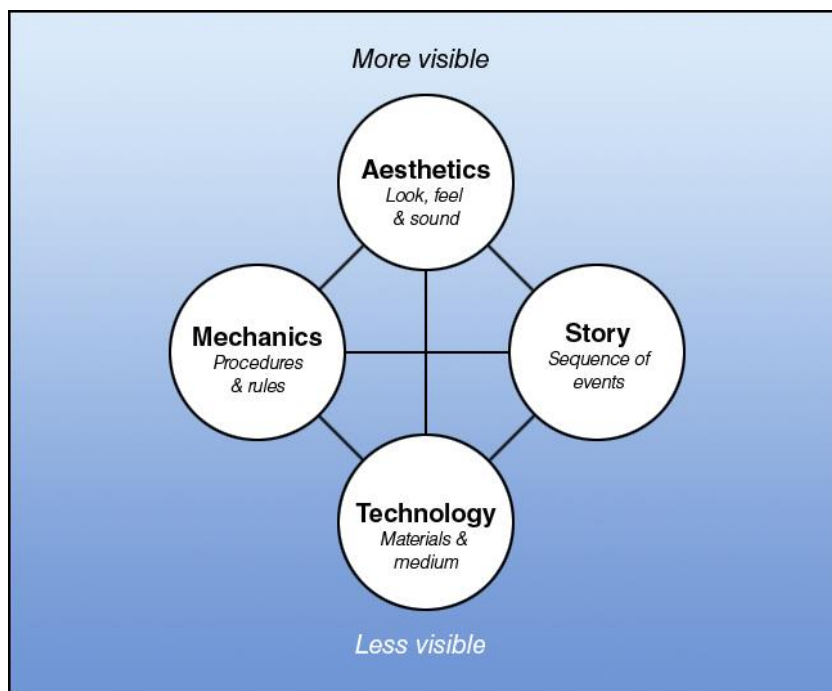 More visible
Aesthetics
Look, feel
& sound
Mechanics
Procedures
& rules
Story
Sequence of
events
Technology
Materials &
medium
Less visible